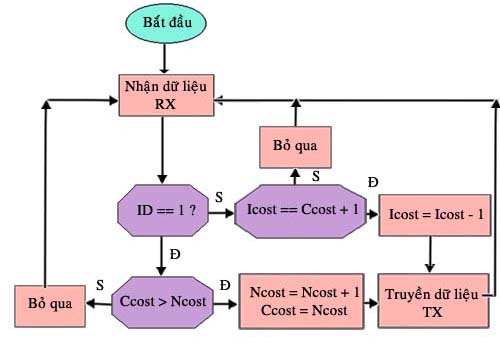 Bắt đầu
Nhận dữ liệu
RX
Bỏ qua
S
Đ
ID == 1 ?
S
Icost == Ccost + 1
Icost = Icost - 1
Đ
S
Đ
Bỏ qua
Ccost > Ncost
Ncost = Ncost + 1
Ccost = Ncost
Truyền dữ liệu
TX